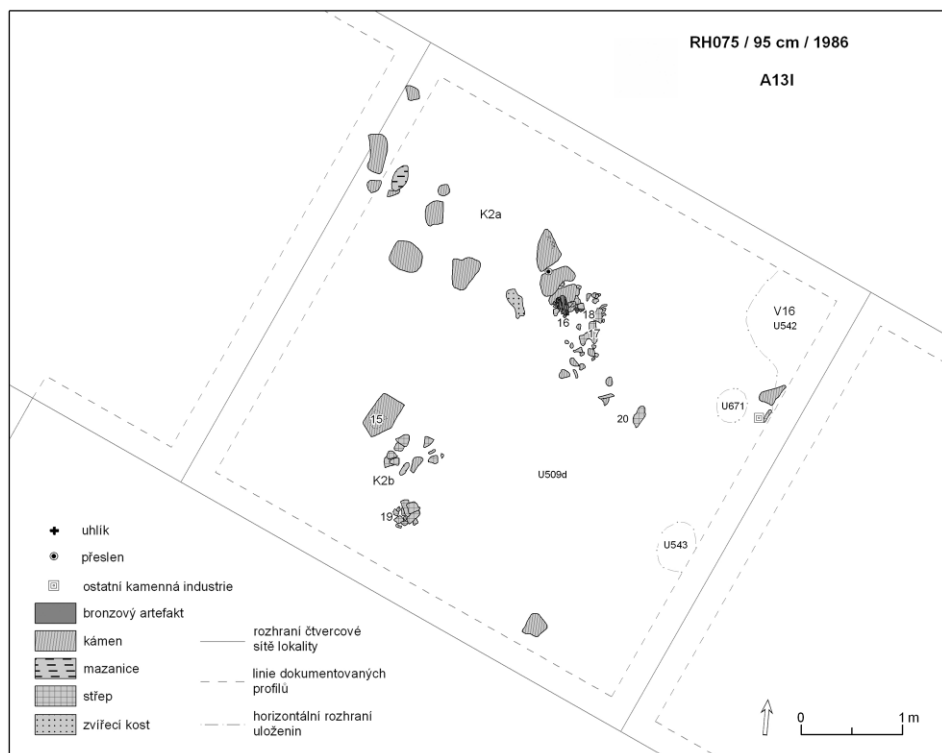 RH075 / 95 cm / 1986
A13I
K2a
V16
U542
16
18
17
U671
20
15
U509d
K2b
19
U543
uhlík
přeslen
ostatní kamenná industrie
bronzový artefakt
kámen
mazanice
střep
zvířecí kost
rozhraní čtvercové
sítě lokality
linie dokumentovaných
profilů
horizontální rozhraní
uloženin
0
1 m